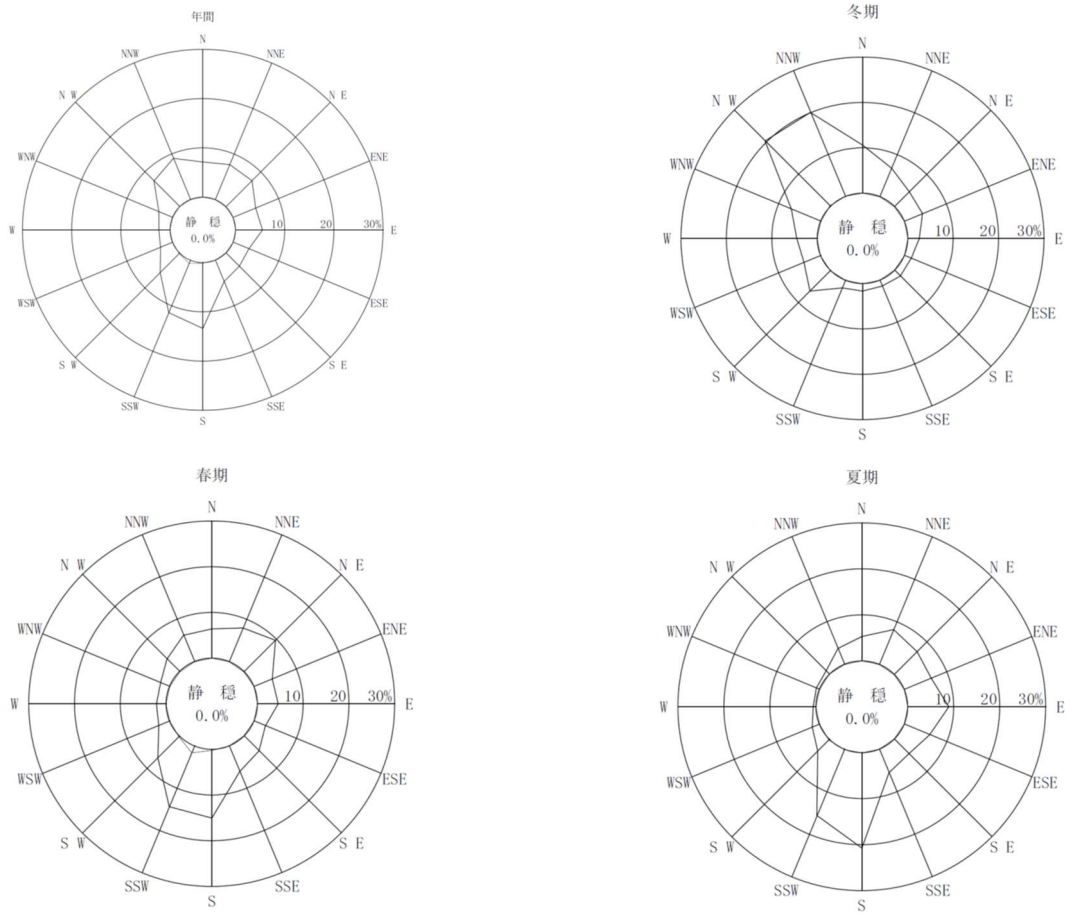 年間
N
NNW NNE
N W N E
WNW ENE
W 静 穏 10 20 30% E
0.0%
WSW ESE
S W S E
SSW SSE
S
冬期
N
NNW NNE
N W N E
WNW ENE
W 静 穏 10 20 30% E
0.0%
WSW ESE
S W S E
SSW SSE
S
春期
N
NNW NNE
N W N E
WNW ENE
W 静 穏 10 20 30% E
0.0%
WSW ESE
S W S E
SSW SSE
S
夏期
N
NNW NNE
N W N E
WNW ENE
W 静 穏 10 20 30% E
0.0%
WSW ESE
S W S E
SSW SSE
S